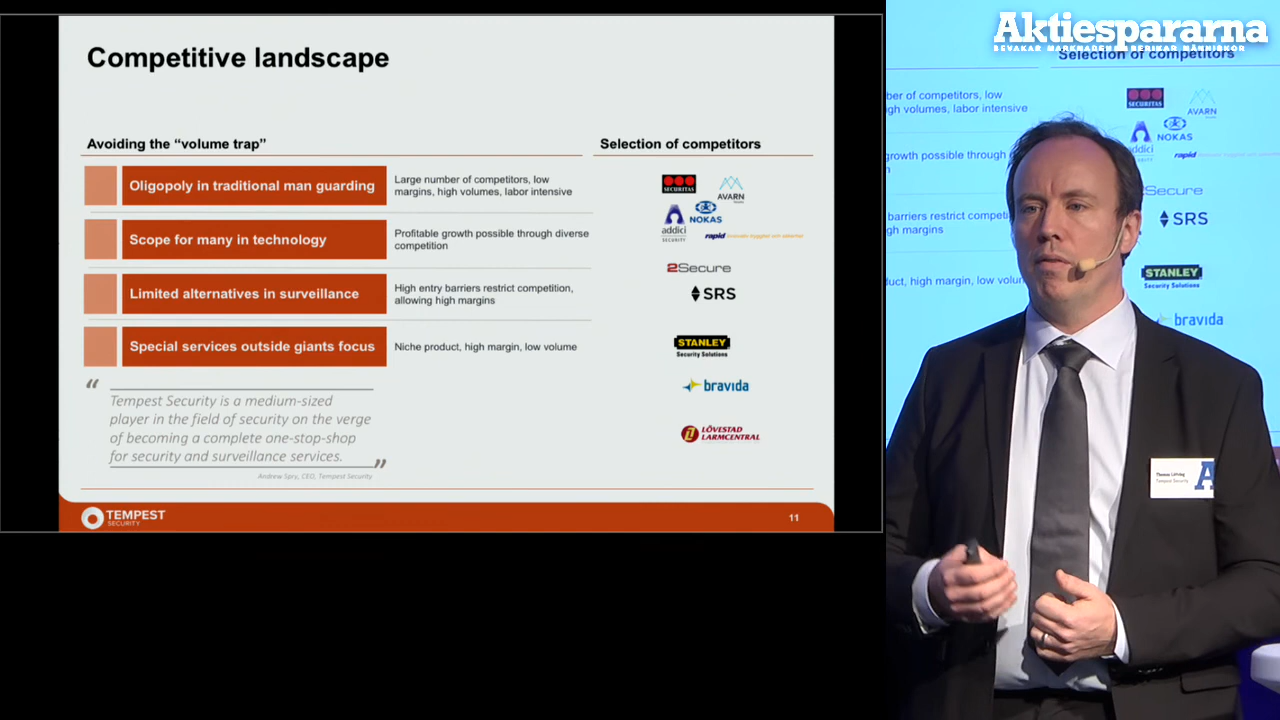 Competitive landscape
Avoiding the “volume trap”
Selection of competitors
Oligopoly in traditional man guarding
Large number of competitors, low
margins, high volumes, labor intensive
Scope for many in technology
Profitable growth possible through diverse
competition
Limited alternatives in surveillance
High entry barriers restrict competition,
allowing high margins
Special services outside giants focus
Niche product, high margin, low volume
SECURITAS
AVARN
NOKAS
addici
SECURITY
rapid
2Secure
SRS
STANLEY
Security Solutions
bravida
LÖVESTAD
LARMCENTRAL
“
Tempest Security is a medium-sized
player in the field of security on the verge
of becoming a complete one-stop-shop
for security and surveillance services.
”
Andrew Spry, CEO, Tempest Security
TEMPEST
SECURITY
11
Aktiespararna
BEVAKAR MARKNADEN BERIKAR MÄNNISKOR
Selection of competitors
ber of competitors, low
gh volumes, labor intensive
growth possible through
n
barriers restrict competi
gh margins
duct, high margin, low volum
SECURITAS
AVARN
NOKAS
addici
SECURITY
rapid
2Secure
SRS
STANLEY
Security Solutions
bravida
Thomas Löfving
Tempest Security
A